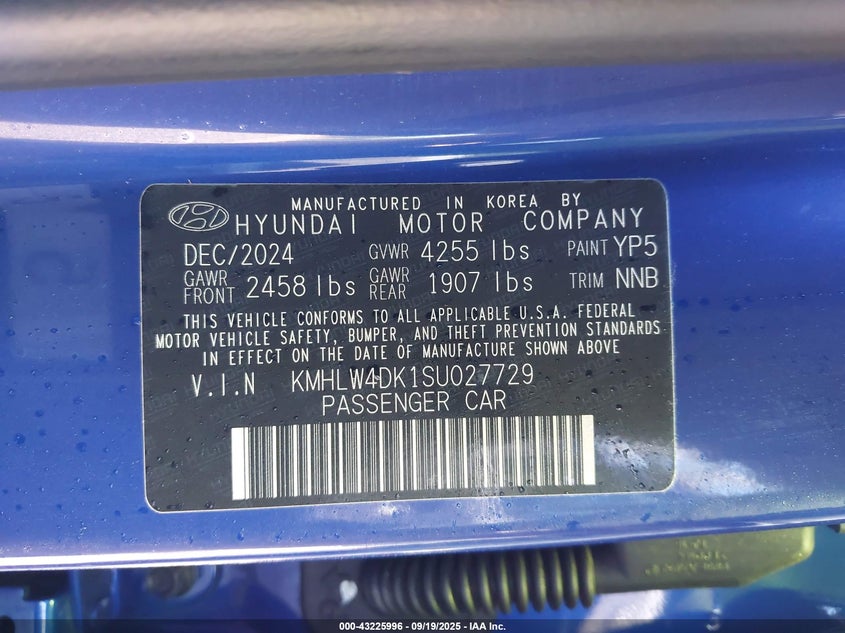 MANUFACTURED IN KOREA BY
HYUNDAI MOTOR COMPANY
DEC/2024 GVWR 4255 lbs PAINT YP5
GAWR FRONT 2458 lbs GAWR REAR 1907 lbs TRIM NNB
THIS VEHICLE CONFORMS TO ALL APPLICABLE U.S.A. FEDERAL
MOTOR VEHICLE SAFETY, BUMPER, AND THEFT PREVENTION STANDARDS
IN EFFECT ON THE DATE OF MANUFACTURE SHOWN ABOVE
V.I.N KMHLW4DK1SU027729
PASSENGER CAR
000-43225996 - 09/19/2025 - IAA Inc.